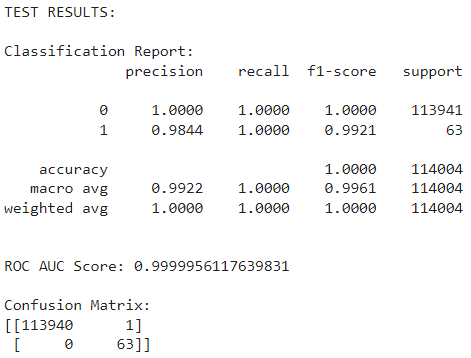 TEST RESULTS:
Classification Report:
precision recall f1-score support
0 1.0000 1.0000 1.0000 113941
1 0.9844 1.0000 0.9921 63
accuracy 1.0000 114004
macro avg 0.9922 1.0000 0.9961 114004
weighted avg 1.0000 1.0000 1.0000 114004
ROC AUC Score: 0.9999956117639831
Confusion Matrix:
[[113940 1]
[ 0 63]]